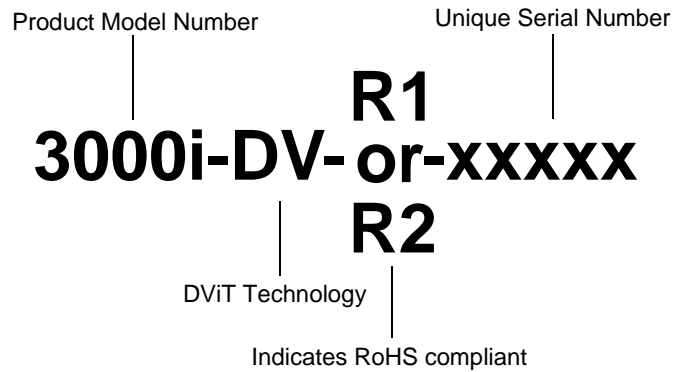 Product Model Number
Unique Serial Number
R1
3000i-DV- or-xxxxx
R2
DViT Technology
Indicates RoHS compliant